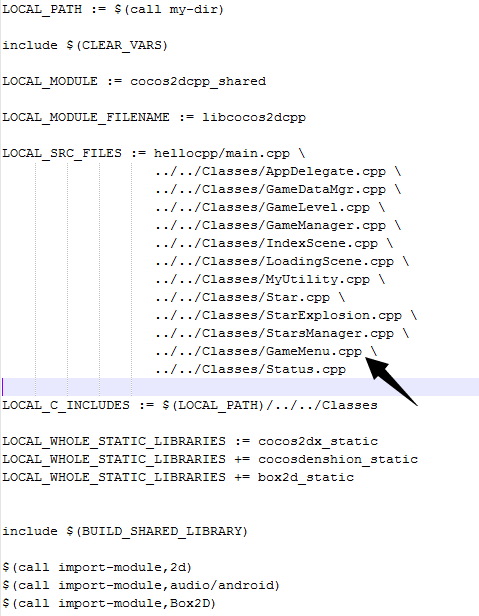 LOCAL_PATH := $(call my-dir)
include $(CLEAR_VARS)
LOCAL_MODULE := cocos2dcpp_shared
LOCAL_MODULE_FILENAME := libcocos2dcpp
LOCAL_SRC_FILES := hellocpp/main.cpp \
../../Classes/AppDelegate.cpp \
../../Classes/GameDataMgr.cpp \
../../Classes/GameLevel.cpp \
../../Classes/GameManager.cpp \
../../Classes/IndexScene.cpp \
../../Classes/LoadingScene.cpp \
../../Classes/MyUtility.cpp \
../../Classes/Star.cpp \
../../Classes/StarExplosion.cpp \
../../Classes/StarsManager.cpp \
../../Classes/GameMenu.cpp \
../../Classes/Status.cpp
LOCAL_C_INCLUDES := $(LOCAL_PATH)/../../Classes
LOCAL_WHOLE_STATIC_LIBRARIES := cocos2dx_static
LOCAL_WHOLE_STATIC_LIBRARIES += cocosdenshion_static
LOCAL_WHOLE_STATIC_LIBRARIES += box2d_static
include $(BUILD_SHARED_LIBRARY)
$(call import-module,2d)
$(call import-module,audio/android)
$(call import-module,Box2D)